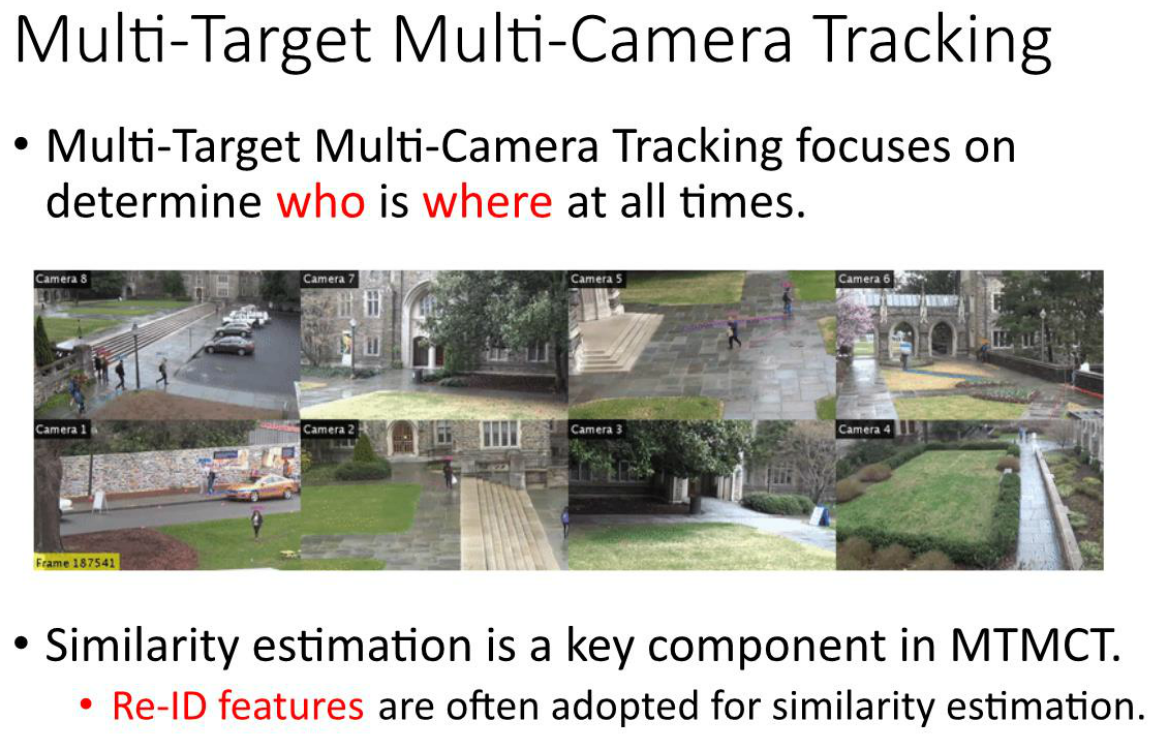 Multi-Target Multi-Camera Tracking
• Multi-Target Multi-Camera Tracking focuses on
determine who is where at all times.
Camera 8
Camera 7
Camera 5
Camera 6
Camera 1
Camera 2
Camera 3
Camera 4
Frame 187541
• Similarity estimation is a key component in MTMCT.
• Re-ID features are often adopted for similarity estimation.